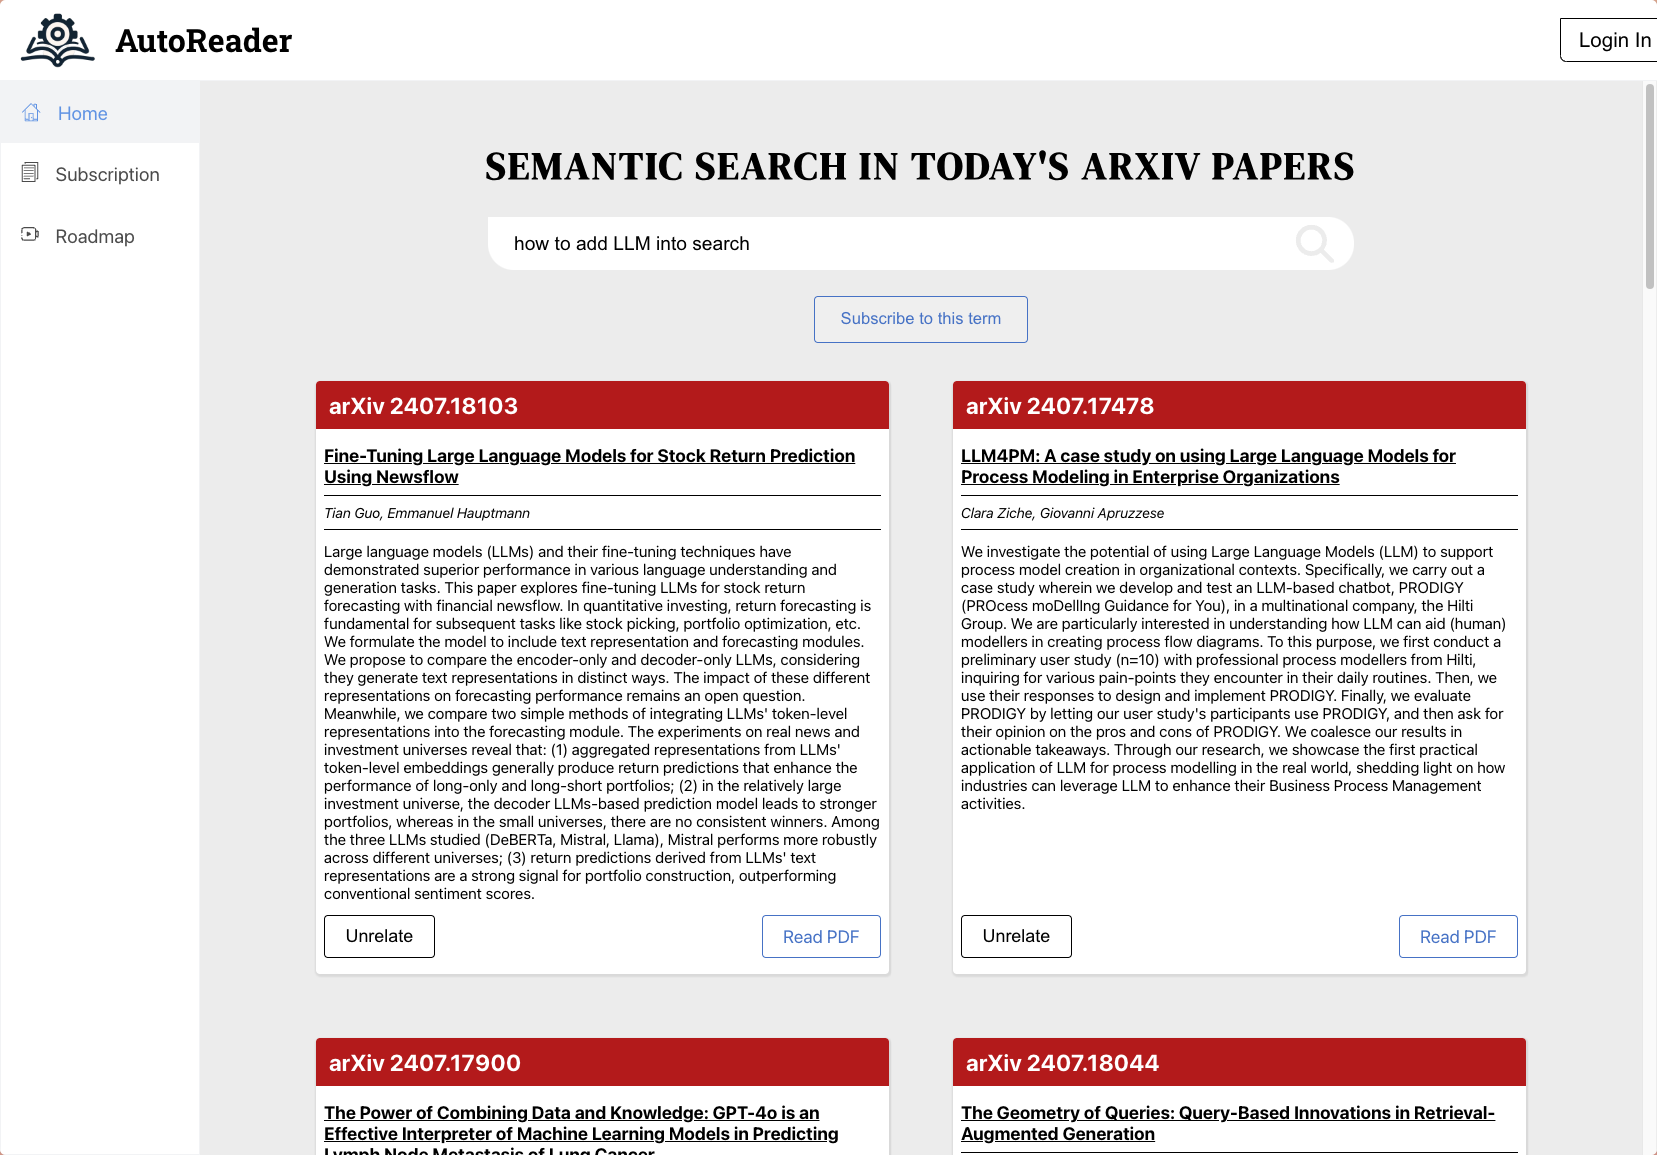 AutoReader
Login In
Home
Subscription
Roadmap
SEMANTIC SEARCH IN TODAY'S ARXIV PAPERS
how to add LLM into search
Subscribe to this term
arXiv 2407.18103
Fine-Tuning Large Language Models for Stock Return Prediction
Using Newsflow
Tian Guo, Emmanuel Hauptmann
Large language models (LLMs) and their fine-tuning techniques have
demonstrated superior performance in various language understanding and
generation tasks. This paper explores fine-tuning LLMs for stock return
forecasting with financial newsflow. In quantitative investing, return forecasting is
fundamental for subsequent tasks like stock picking, portfolio optimization, etc.
We formulate the model to include text representation and forecasting modules.
We propose to compare the encoder-only and decoder-only LLMs, considering
they generate text representations in distinct ways. The impact of these different
representations on forecasting performance remains an open question.
Meanwhile, we compare two simple methods of integrating LLMs' token-level
representations into the forecasting module. The experiments on real news and
investment universes reveal that: (1) aggregated representations from LLMs'
token-level embeddings generally produce return predictions that enhance the
performance of long-only and long-short portfolios; (2) in the relatively large
investment universe, the decoder LLMs-based prediction model leads to stronger
portfolios, whereas in the small universes, there are no consistent winners. Among
the three LLMs studied (DeBERTa, Mistral, Llama), Mistral performs more robustly
across different universes; (3) return predictions derived from LLMs' text
representations are a strong signal for portfolio construction, outperforming
conventional sentiment scores.
Unrelate
Read PDF
arXiv 2407.17478
LLM4PM: A case study on using Large Language Models for
Process Modeling in Enterprise Organizations
Clara Ziche, Giovanni Apruzzese
We investigate the potential of using Large Language Models (LLM) to support
process model creation in organizational contexts. Specifically, we carry out a
case study wherein we develop and test an LLM-based chatbot, PRODIGY
(PROcess moDellIng Guidance for You), in a multinational company, the Hilti
Group. We are particularly interested in understanding how LLM can aid (human)
modellers in creating process flow diagrams. To this purpose, we first conduct a
preliminary user study (n=10) with professional process modellers from Hilti,
inquiring for various pain-points they encounter in their daily routines. Then, we
use their responses to design and implement PRODIGY. Finally, we evaluate
PRODIGY by letting our user study's participants use PRODIGY, and then ask for
their opinion on the pros and cons of PRODIGY. We coalesce our results in
actionable takeaways. Through our research, we showcase the first practical
application of LLM for process modelling in the real world, shedding light on how
industries can leverage LLM to enhance their Business Process Management
activities.
Unrelate
Read PDF
arXiv 2407.17900
The Power of Combining Data and Knowledge: GPT-4o is an
Effective Interpreter of Machine Learning Models in Predicting
Lymph Node Metastasis of Lung Cancer
arXiv 2407.18044
The Geometry of Queries: Query-Based Innovations in Retrieval-
Augmented Generation